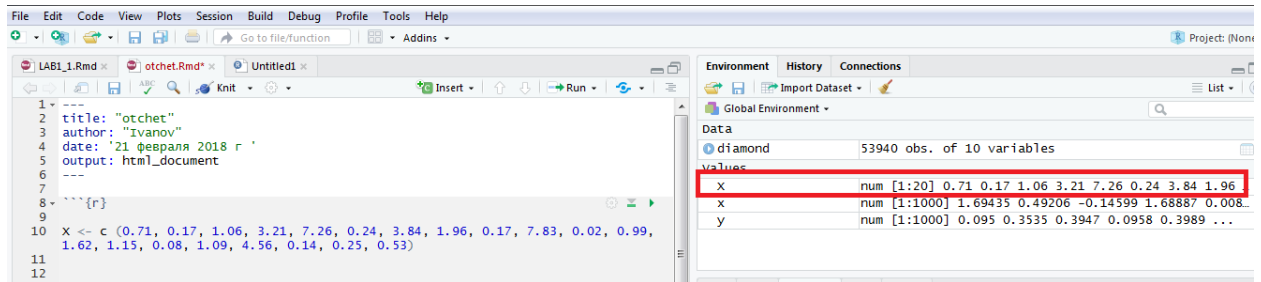 File Edit Code View Plots Session Build Debug Profile Tools Help
Go to file/function Addins Project: (None
LAB1_1.Rmd otchet.Rmd* Untitled1
ABC Knit Insert Run
1 ---
2 title: "otchet"
3 author: "Ivanov"
4 date: '21 февраля 2018 г '
5 output: html_document
6 ---
7
8 ```{r}
9
10 X <- c (0.71, 0.17, 1.06, 3.21, 7.26, 0.24, 3.84, 1.96, 0.17, 7.83, 0.02, 0.99,
1.62, 1.15, 0.08, 1.09, 4.56, 0.14, 0.25, 0.53)
11
12
Environment History Connections
Import Dataset List
Global Environment
Data
diamond 53940 obs. of 10 variables
Values
X num [1:20] 0.71 0.17 1.06 3.21 7.26 0.24 3.84 1.96 ..
x num [1:1000] 1.69435 0.49206 -0.14599 1.68887 0.008…
y num [1:1000] 0.095 0.3535 0.3947 0.0958 0.3989 ...